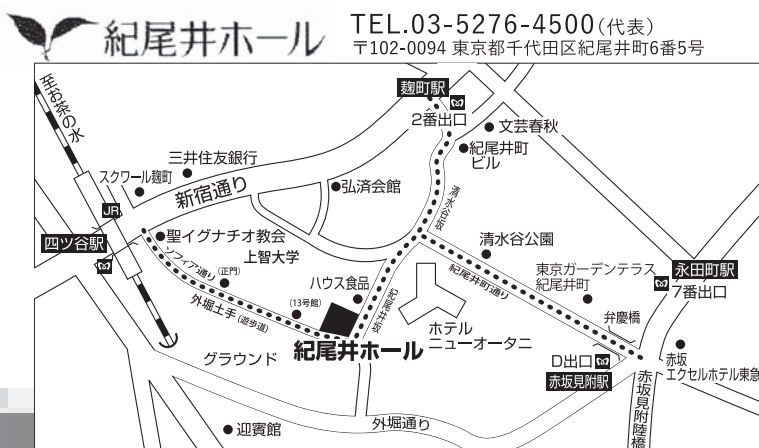 紀尾井ホール
TEL.03-5276-4500(代表)
〒102-0094 東京都千代田区紀尾井町6番5号
至お茶の水
麹町駅
2番出口
文芸春秋
紀尾井町
ビル
三井住友銀行
スクワール麹町
新宿通り
弘済会館
清水谷坂
JR
四ツ谷駅
聖イグナチオ教会
上智大学
ソフィア通り
(正門)
清水谷公園
紀尾井町通り
東京ガーデンテラス
紀尾井町
永田町駅
7番出口
ハウス食品
外堀土手(遊歩道)
(13号館)
紀尾井坂
弁慶橋
ホテル
ニューオータニ
紀尾井ホール
グラウンド
D出口
赤坂見附駅
赤坂
エクセルホテル東急
赤坂見附陸橋
外堀通り
迎賓館